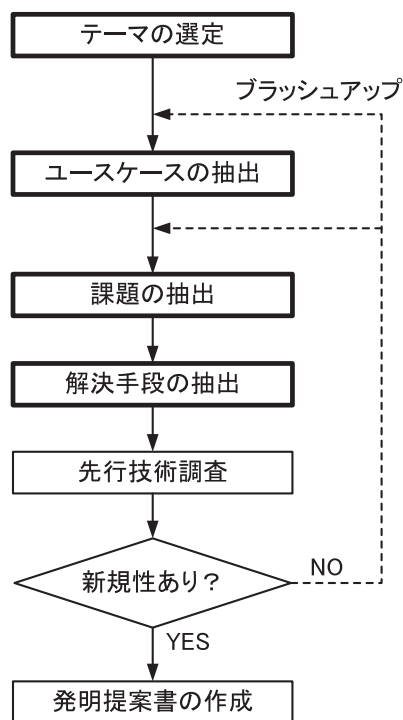 テーマの選定
ブラッシュアップ
ユースケースの抽出
課題の抽出
解決手段の抽出
先行技術調査
新規性あり？
NO
YES
発明提案書の作成